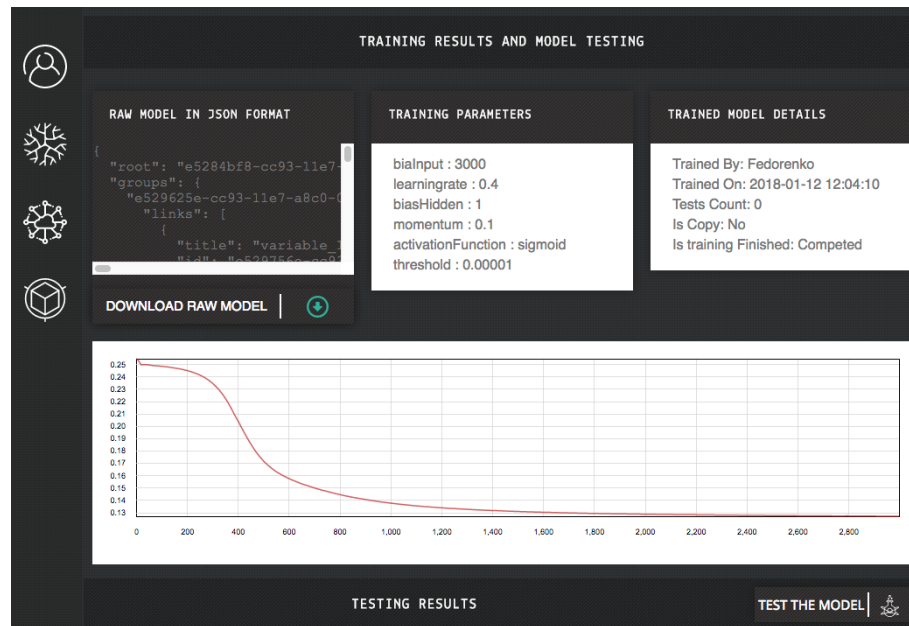 TRAINING RESULTS AND MODEL TESTING
RAW MODEL IN JSON FORMAT
{
"root": "e5284bf8-cc93-11e7-
"groups": {
"e529625e-cc93-11e7-a8c0-0
"links": [
{
"title": "variable_1
DOWNLOAD RAW MODEL
TRAINING PARAMETERS
biaInput : 3000
learningrate : 0.4
biasHidden : 1
momentum : 0.1
activationFunction : sigmoid
threshold : 0.00001
TRAINED MODEL DETAILS
Trained By: Fedorenko
Trained On: 2018-01-12 12:04:10
Tests Count: 0
Is Copy: No
Is training Finished: Competed
0.25
0.24
0.23
0.22
0.21
0.20
0.19
0.18
0.17
0.16
0.15
0.14
0.13
0 200 400 600 800 1,000 1,200 1,400 1,600 1,800 2,000 2,200 2,400 2,600 2,800
TESTING RESULTS
TEST THE MODEL